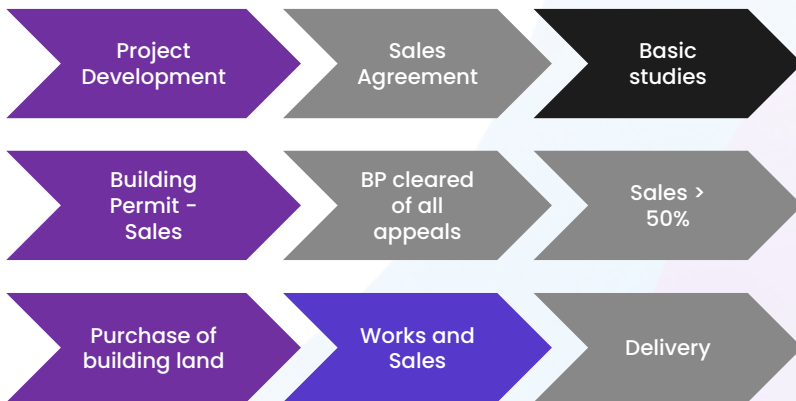 Project
Development
Sales
Agreement
Basic
studies
Building
Permit -
Sales
BP cleared
of all
appeals
Sales >
50%
Purchase of
building land
Works and
Sales
Delivery